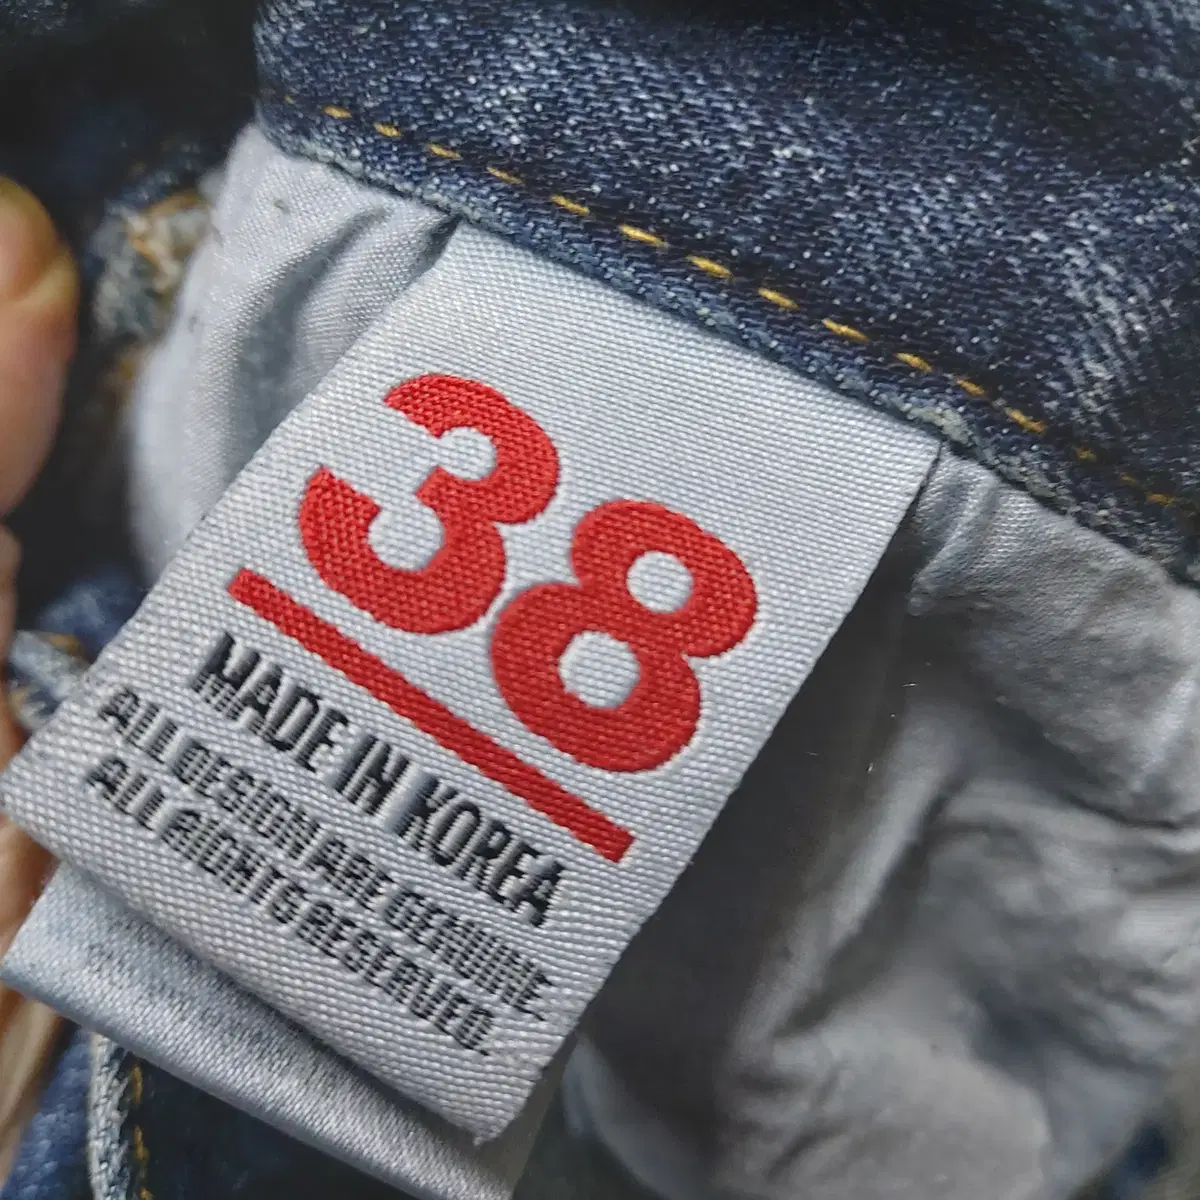 38
MADE IN KOREA
ALL DESIGN ARE GENUINE
ALL RIGHTS RESERVED.